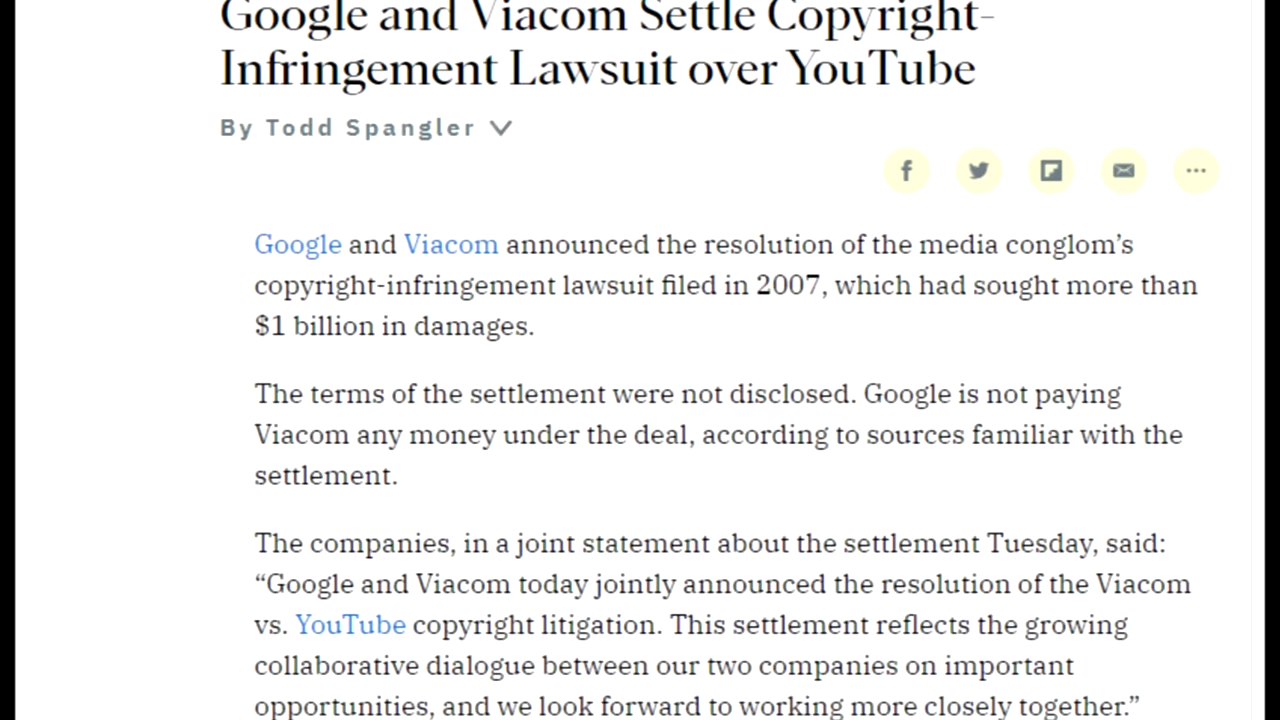 Google and Viacom Settle Copyright-
Infringement Lawsuit over YouTube
By Todd Spangler
Google and Viacom announced the resolution of the media conglom’s
copyright-infringement lawsuit filed in 2007, which had sought more than
$1 billion in damages.
The terms of the settlement were not disclosed. Google is not paying
Viacom any money under the deal, according to sources familiar with the
settlement.
The companies, in a joint statement about the settlement Tuesday, said:
“Google and Viacom today jointly announced the resolution of the Viacom
vs. YouTube copyright litigation. This settlement reflects the growing
collaborative dialogue between our two companies on important
opportunities, and we look forward to working more closely together.”